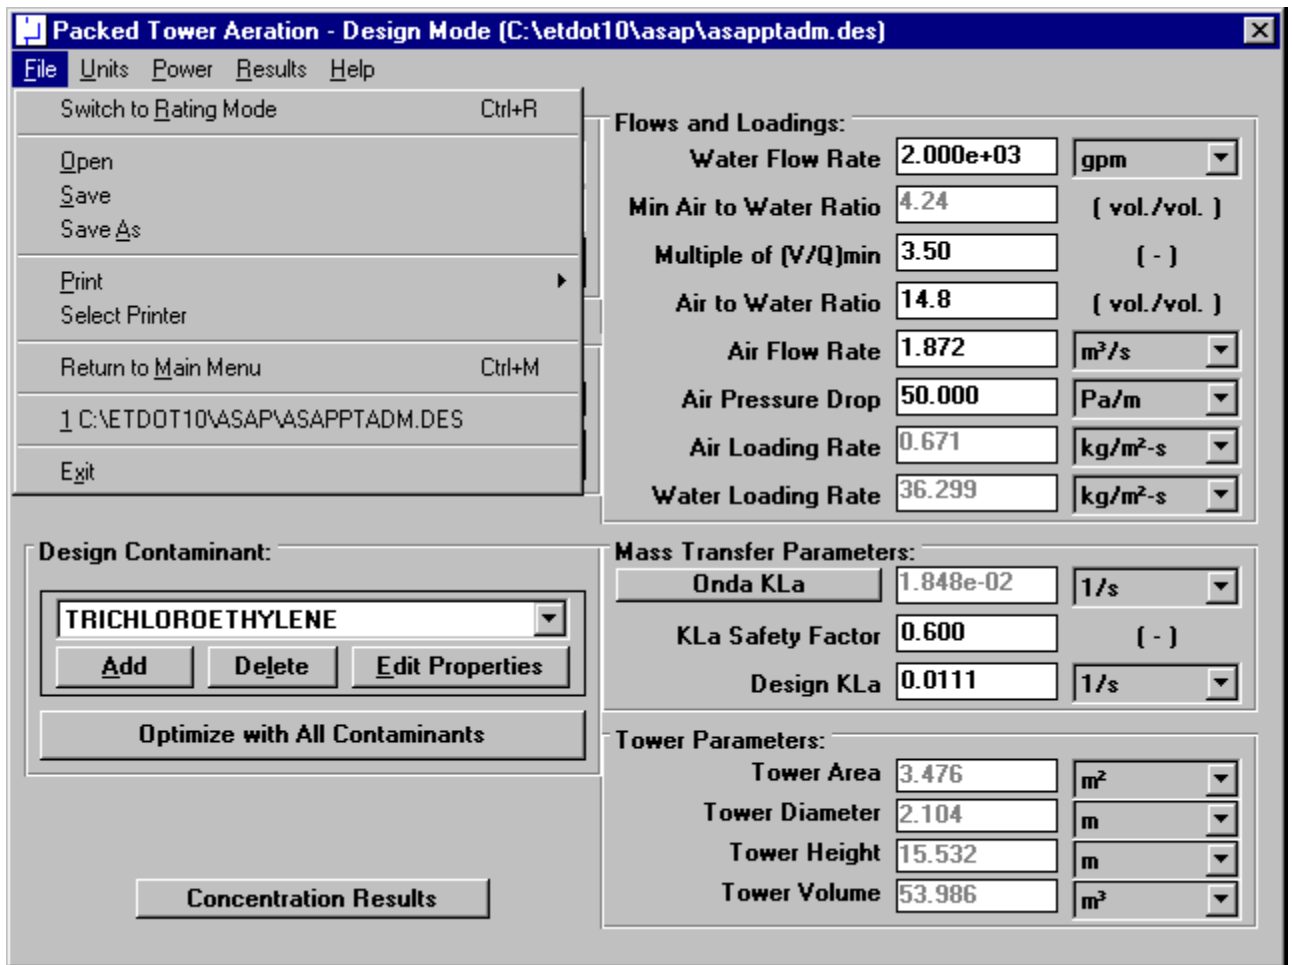 Packed Tower Aeration - Design Mode (C:\etdot10\asap\asapptadm.des)
File Units Power Results Help
Switch to Rating Mode Ctrl+R
Open
Save
Save As
Print
Select Printer
Return to Main Menu Ctrl+M
1 C:\ETDOT10\ASAP\ASAPPTADM.DES
Exit
Flows and Loadings:
Water Flow Rate 2.000e+03 gpm
Min Air to Water Ratio 4.24 ( vol./vol. )
Multiple of (V/Q)min 3.50 ( - )
Air to Water Ratio 14.8 ( vol./vol. )
Air Flow Rate 1.872 m³/s
Air Pressure Drop 50.000 Pa/m
Air Loading Rate 0.671 kg/m²-s
Water Loading Rate 36.299 kg/m²-s
Design Contaminant:
TRICHLOROETHYLENE
Add Delete Edit Properties
Optimize with All Contaminants
Mass Transfer Parameters:
Onda KLa 1.848e-02 1/s
KLa Safety Factor 0.600 ( - )
Design KLa 0.0111 1/s
Tower Parameters:
Tower Area 3.476 m²
Tower Diameter 2.104 m
Tower Height 15.532 m
Tower Volume 53.986 m³
Concentration Results